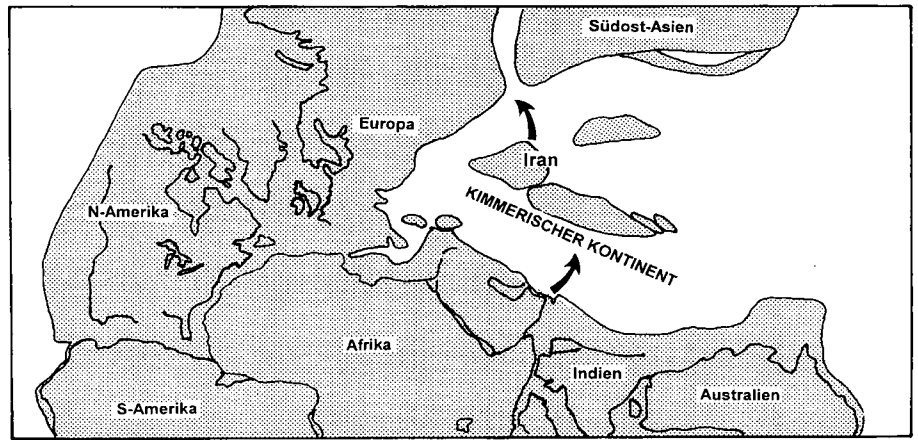 Südost-Asien
Europa
Iran
N-Amerika
KIMMERISCHER KONTINENT
Afrika
Indien
Australien
S-Amerika